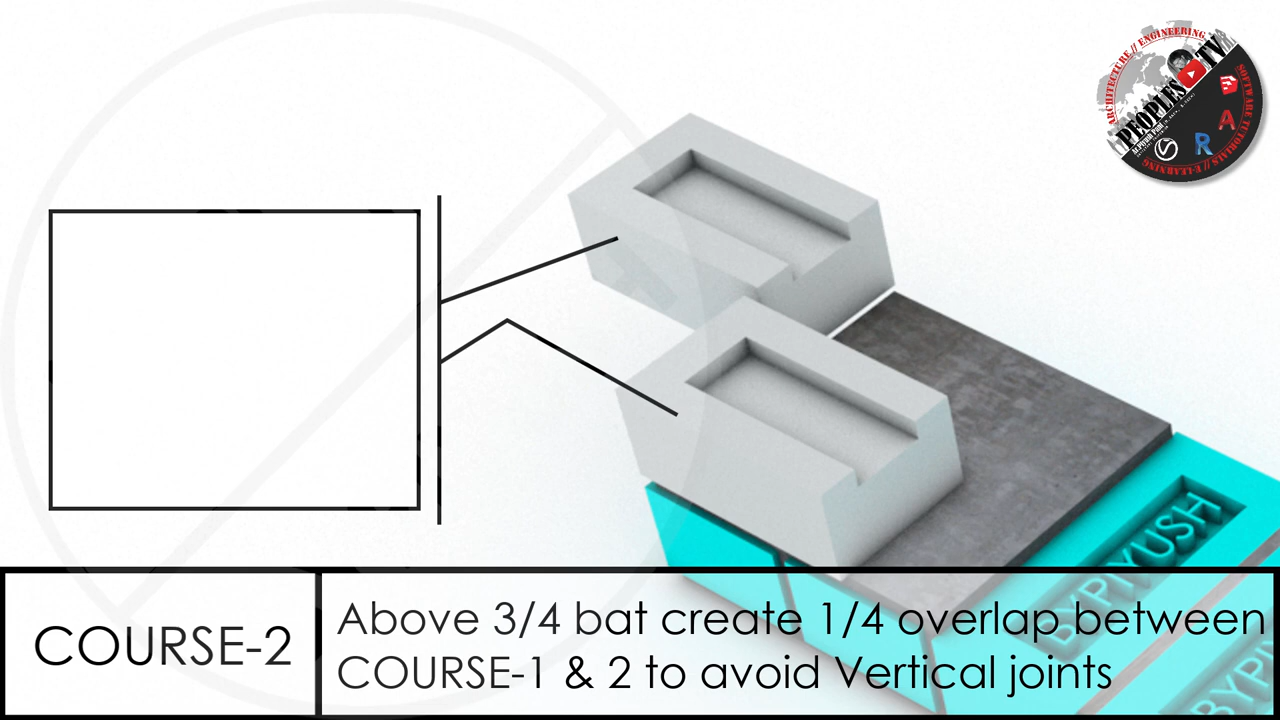 ARCHITECTURE // ENGINEERING
SOFTWARE TUTORIALS // E-LEARNING
PEOPLES TV
R
A
BYPIYUSH
COURSE-2
Above 3/4 bat create 1/4 overlap between
COURSE-1 & 2 to avoid Vertical joints